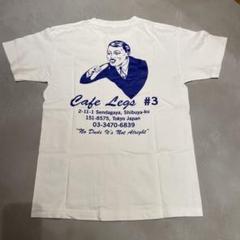 Cafe Legs #3
2-11-1 Sendagaya, Shibuya-ku
151-8575, Tokyo Japan
03-3470-6839
"No Dude It's Not Alright"